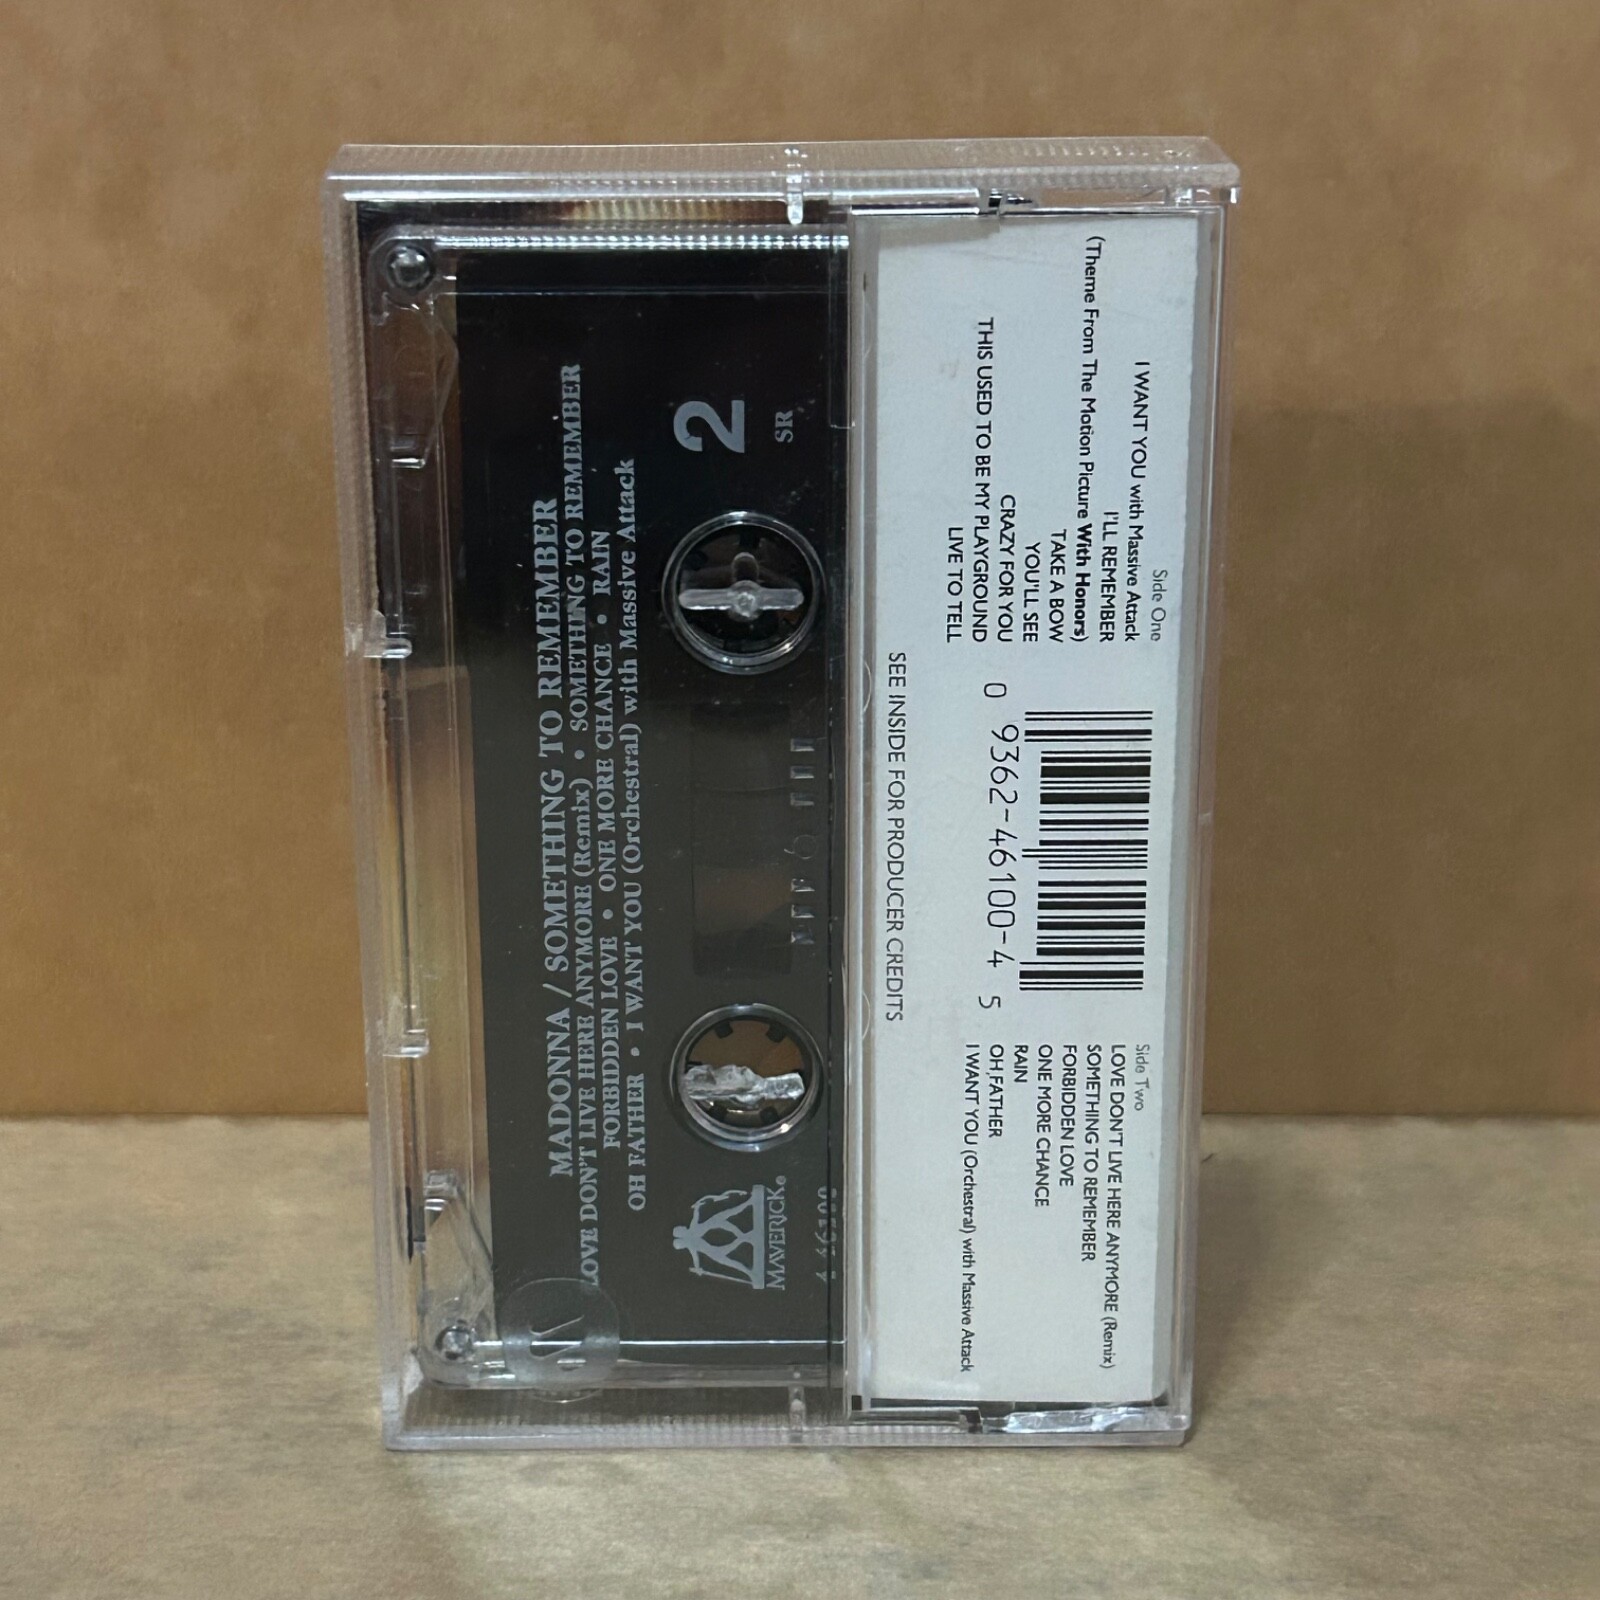 MADONNA / SOMETHING TO REMEMBER
LOVE DON'T LIVE HERE ANYMORE (Remix) • SOMETHING TO REMEMBER
FORBIDDEN LOVE • ONE MORE CHANCE • RAIN
OH FATHER • I WANT YOU (Orchestral) with Massive Attack
2
SR
MAVERICK
Side One
I WANT YOU with Massive Attack
I'LL REMEMBER
(Theme From The Motion Picture With Honors)
TAKE A BOW
YOU'LL SEE
CRAZY FOR YOU
THIS USED TO BE MY PLAYGROUND
LIVE TO TELL
0 9362-46100-4 5
Side Two
LOVE DON'T LIVE HERE ANYMORE (Remix)
SOMETHING TO REMEMBER
FORBIDDEN LOVE
ONE MORE CHANCE
RAIN
OH FATHER
I WANT YOU (Orchestral) with Massive Attack
SEE INSIDE FOR PRODUCER CREDITS